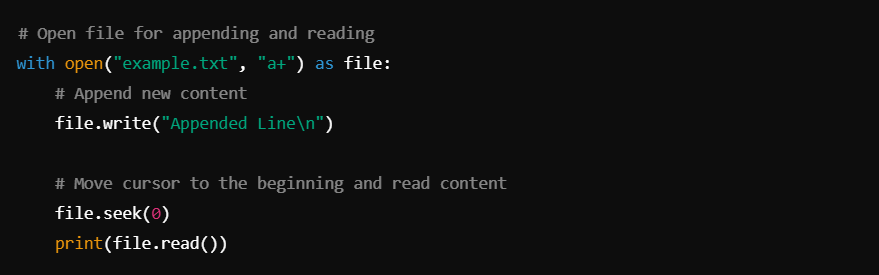 # Open file for appending and reading
with open("example.txt", "a+") as file:
    # Append new content
    file.write("Appended Line\n")

    # Move cursor to the beginning and read content
    file.seek(0)
    print(file.read())